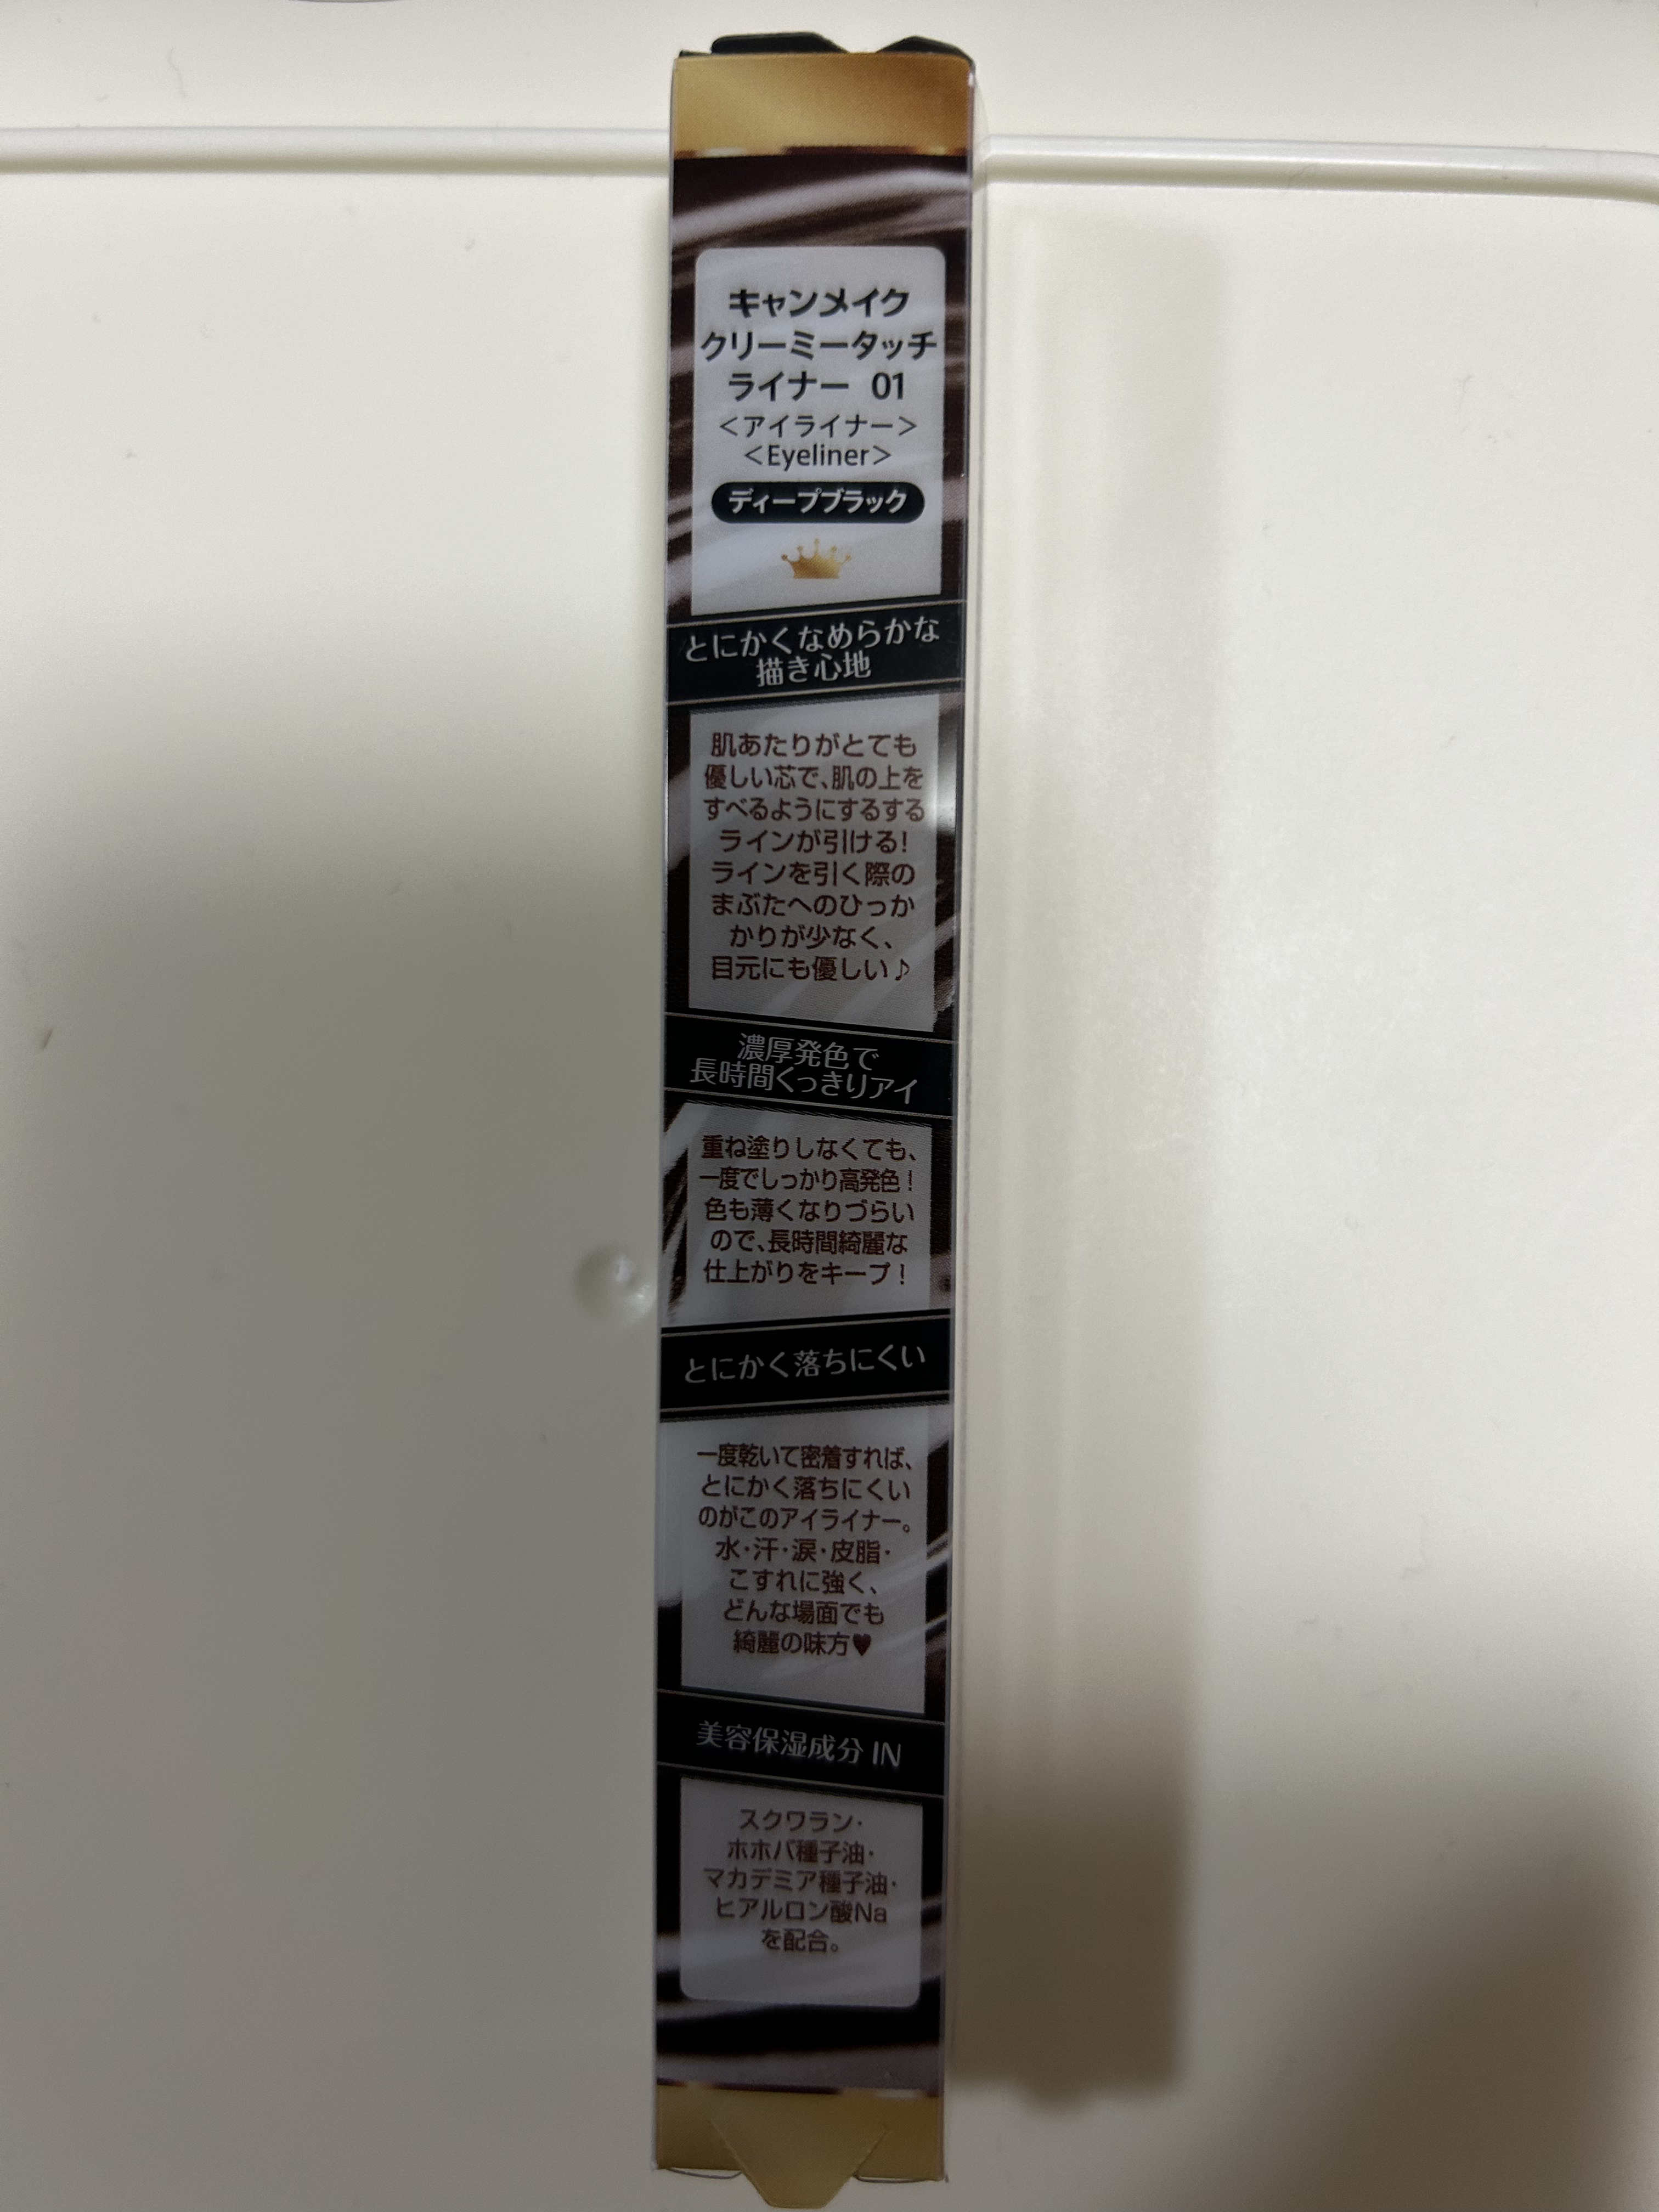 キャンメイク
クリーミータッチ
ライナー 01
<アイライナー>
<Eyeliner>
ディープブラック
とにかくなめらかな
描き心地
肌あたりがとても
優しい芯で、肌の上を
すべるようにするする
ラインが引ける!
ラインを引く際の
まぶたへのひっか
かりが少なく、
目元にも優しい♪
濃厚発色で
長時間くっきりアイ
重ね塗りしなくても、
一度でしっかり高発色!
色も薄くなりづらい
ので、長時間綺麗な
仕上がりをキープ!
とにかく落ちにくい
一度乾いて密着すれば、
とにかく落ちにくい
のがこのアイライナー。
水・汗・涙・皮脂・
こすれに強く、
どんな場面でも
綺麗の味方♥
美容保湿成分 IN
スクワラン・
ホホバ種子油・
マカデミア種子油・
ヒアルロン酸Na
を配合。